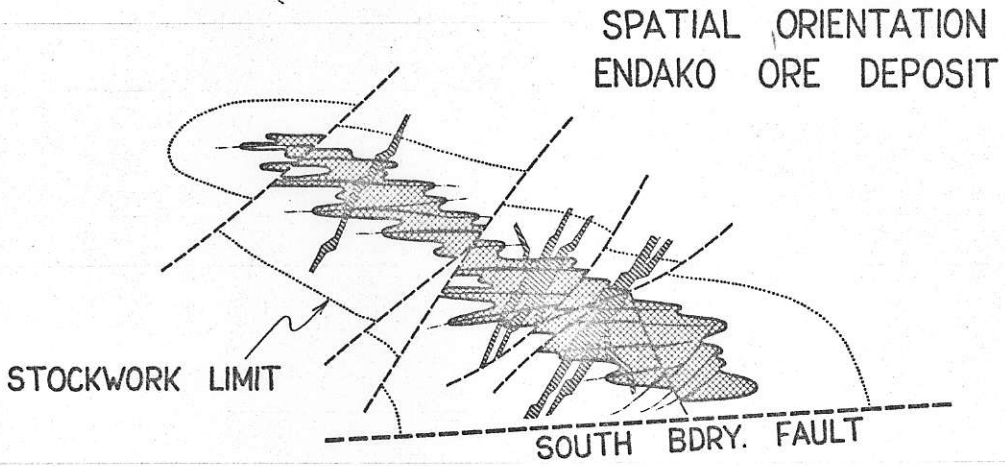 SPATIAL ORIENTATION
ENDAKO ORE DEPOSIT
STOCKWORK LIMIT
SOUTH BDRY. FAULT